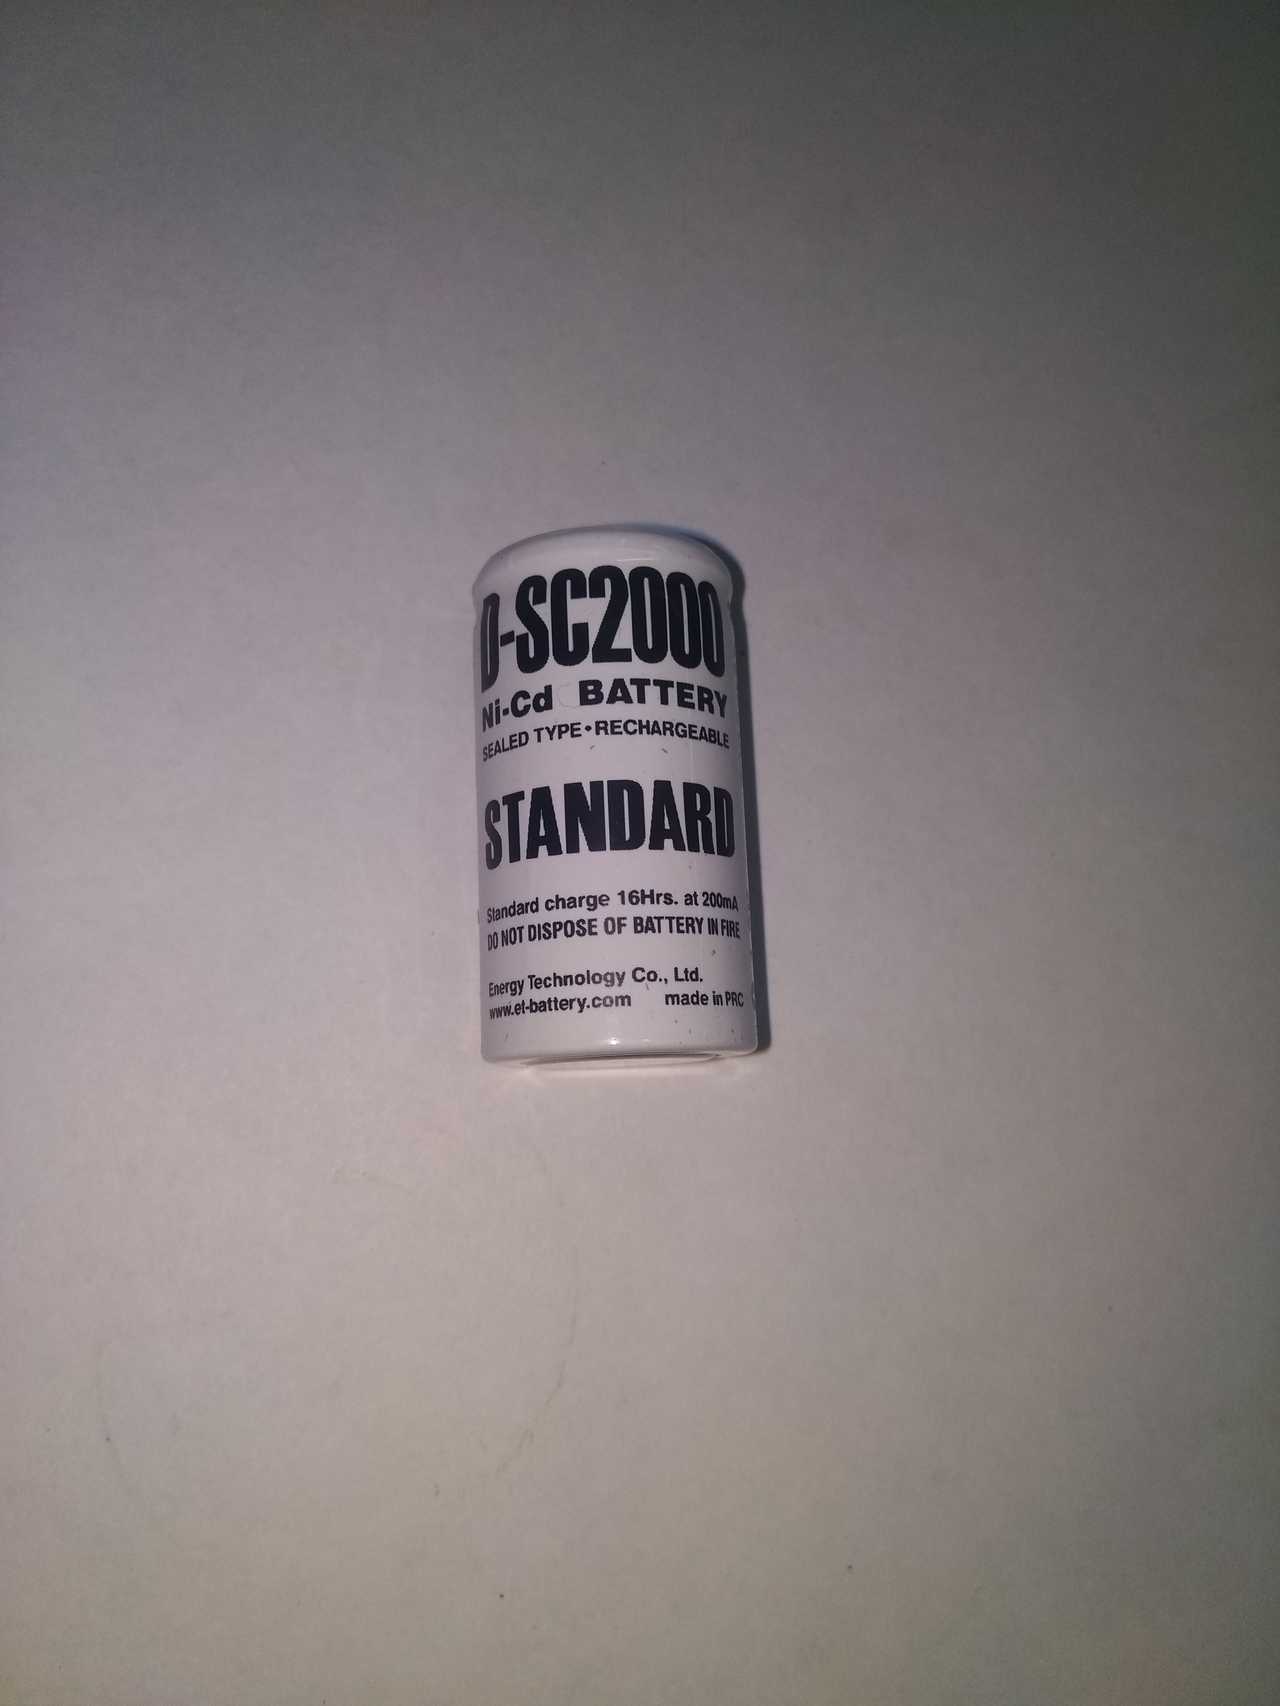 D-SC2000
Ni-Cd BATTERY
SEALED TYPE•RECHARGEABLE
STANDARD
Standard charge 16Hrs. at 200mA
DO NOT DISPOSE OF BATTERY IN FIRE
Energy Technology Co., Ltd.
www.et-battery.com made in PRC